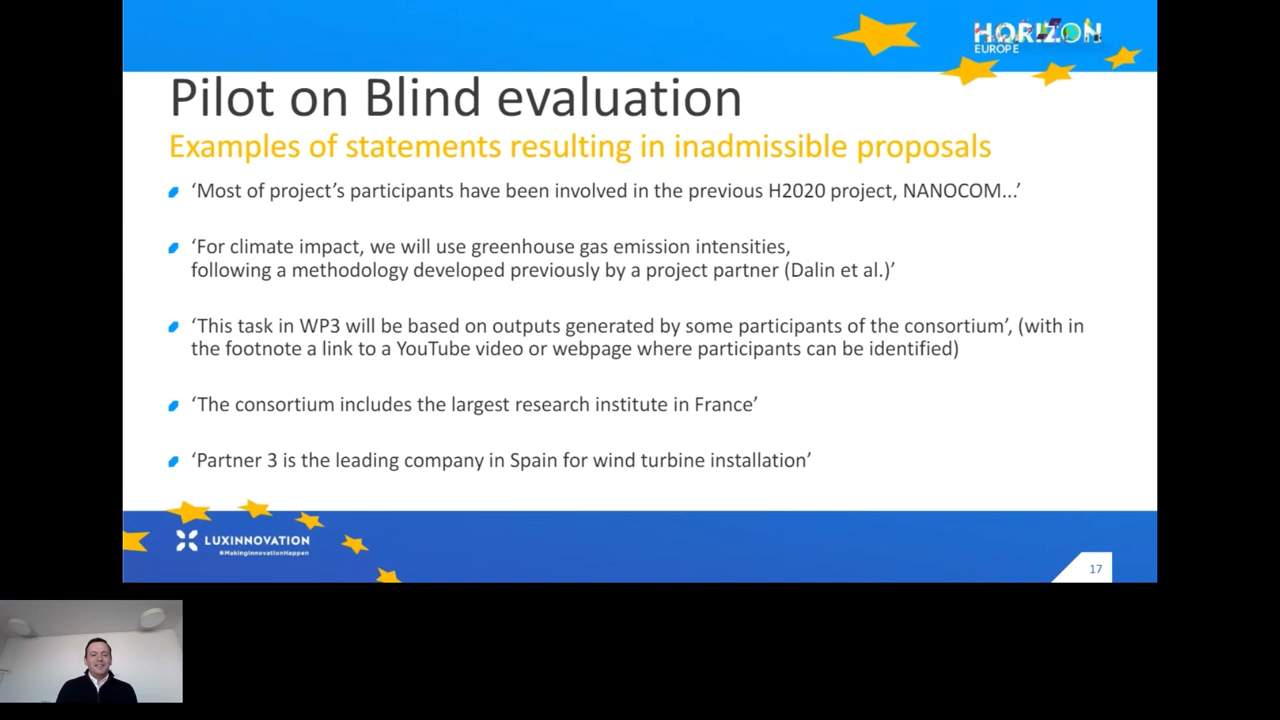 HORIZON
EUROPE
Pilot on Blind evaluation
Examples of statements resulting in inadmissible proposals
‘Most of project’s participants have been involved in the previous H2020 project, NANOCOM...’
‘For climate impact, we will use greenhouse gas emission intensities,
following a methodology developed previously by a project partner (Dalin et al.)’
‘This task in WP3 will be based on outputs generated by some participants of the consortium’, (with in
the footnote a link to a YouTube video or webpage where participants can be identified)
‘The consortium includes the largest research institute in France’
‘Partner 3 is the leading company in Spain for wind turbine installation’
LUXINNOVATION
#MakingInnovationHappen
17